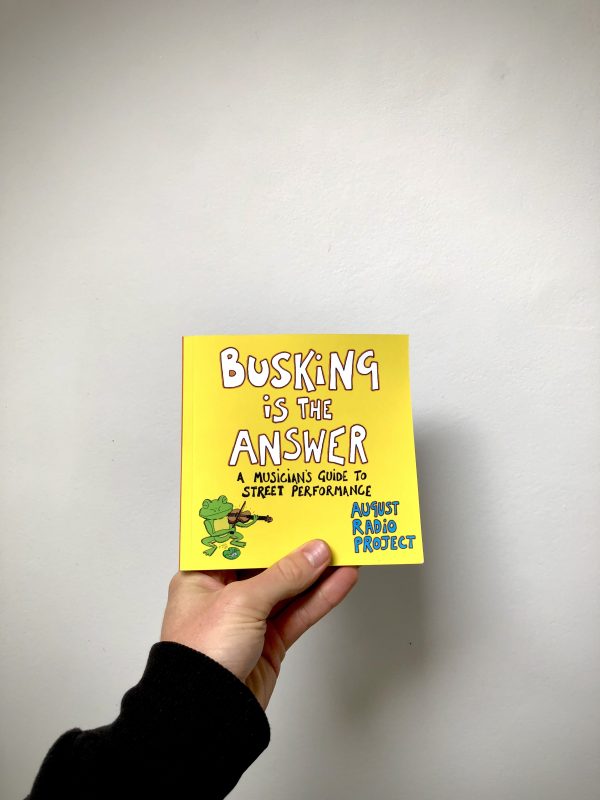 BUSKiNG
iS THE
ANSWER
A MUSiCiAN'S GUiDE TO
STREET PERFORMANCE
AUGUST
RADiO
PROJECT